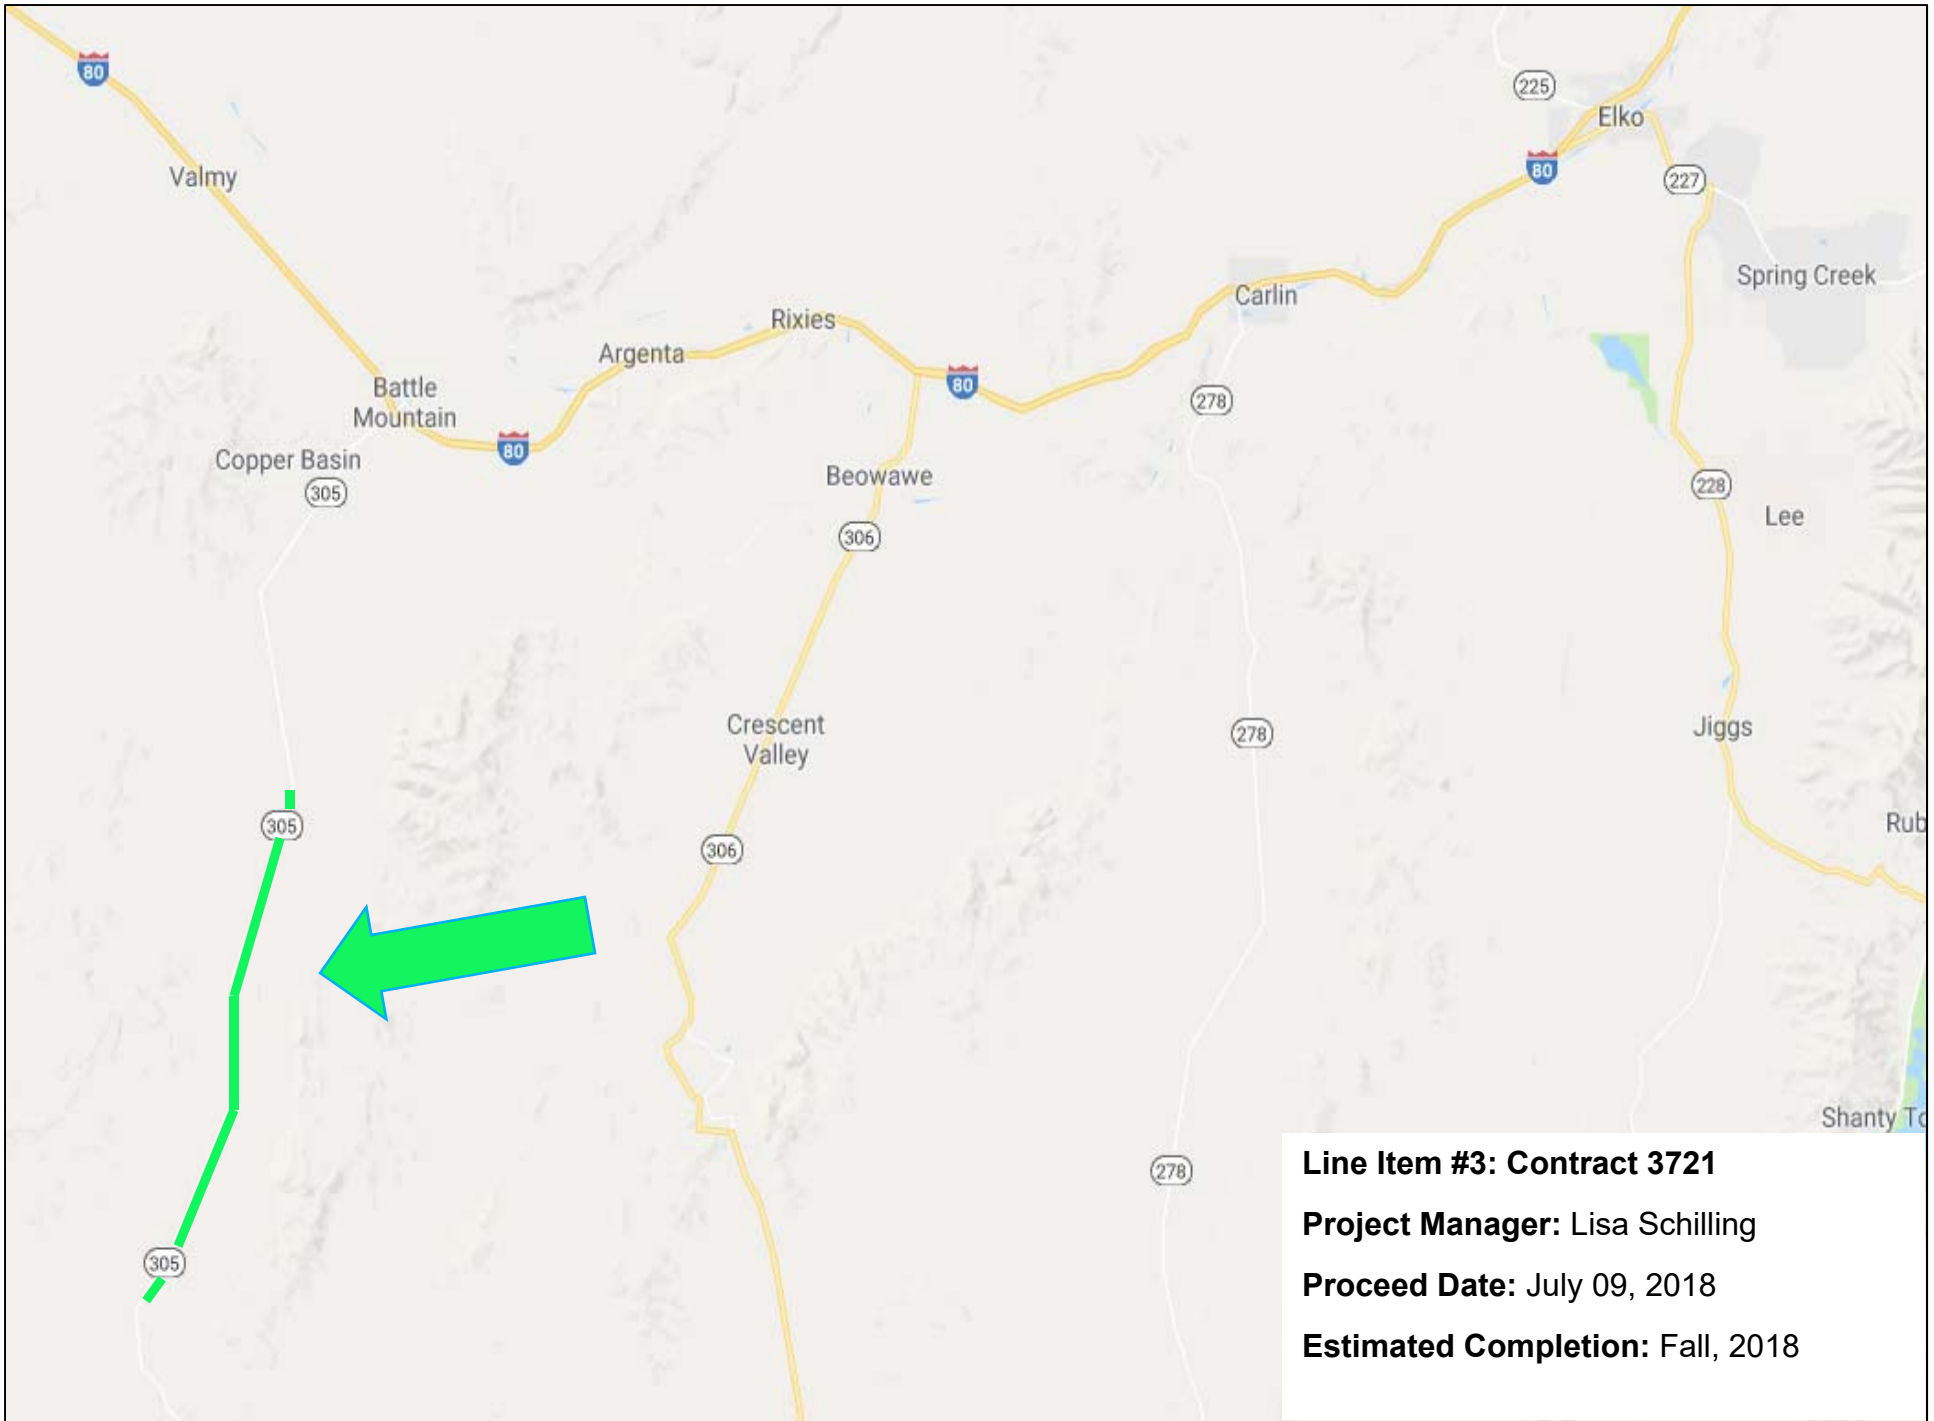 80
225
Elko
Valmy
80
227
Spring Creek
Carlin
Rixies
Argenta
Battle
Mountain
80
278
80
Copper Basin
305
Beowawe
228
Lee
306
Crescent
Valley
278
Jiggs
305
Rub
306
Shanty To
278
305
Line Item #3: Contract 3721
Project Manager: Lisa Schilling
Proceed Date: July 09, 2018
Estimated Completion: Fall, 2018